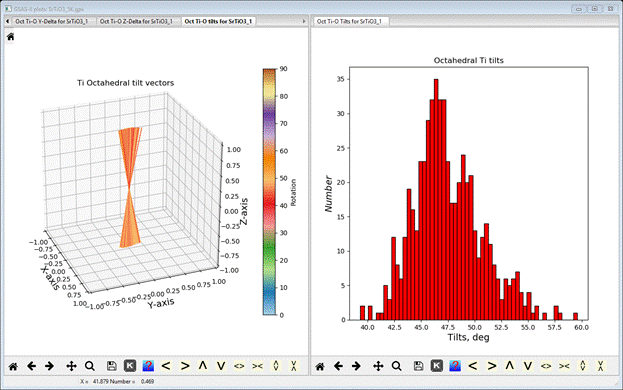 GSAS-II plots: SrTiO3_5K.gpx
Oct Ti-O Y-Delta for SrTiO3_1
Oct Ti-O Z-Delta for SrTiO3_1
Oct Ti-O tilts for SrTiO3_1
Oct Ti-O Tilts for SrTiO3_1
Ti Octahedral tilt vectors
90
80
70
60
50
40
30
20
10
0
Rotation
1.00
0.75
0.50
0.25
0.00
-0.25
-0.50
-0.75
-1.00
Z-axis
-1.00
-0.75
-0.50
-0.25
0.00
0.25
0.50
0.75
1.00
X-axis
-1.00
-0.75
-0.50
-0.25
0.00
0.25
0.50
0.75
1.00
Y-axis
Octahedral Ti tilts
35
30
25
20
15
10
5
0
Number
40.0 42.5 45.0 47.5 50.0 52.5 55.0 57.5 60.0
Tilts, deg
K
?
K
?
X = 41.879 Number = 0.469